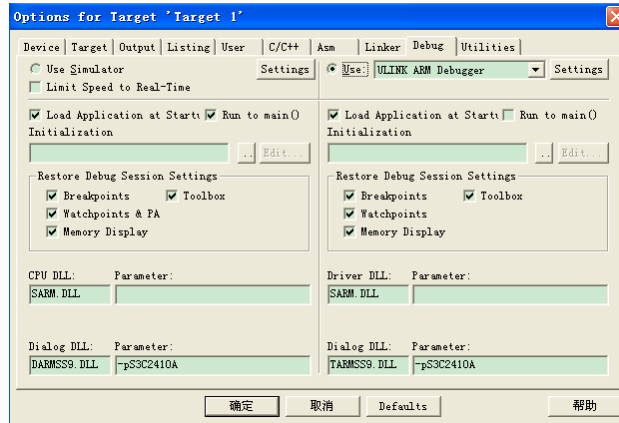 Options for Target 'Target 1'
Device Target Output Listing User C/C++ Asm Linker Debug Utilities
Use Simulator Settings Use: ULINK ARM Debugger Settings
Limit Speed to Real-Time
Load Application at Startı Run to main() Load Application at Startı Run to main()
Initialization Initialization
.. Edit... .. Edit...
Restore Debug Session Settings Restore Debug Session Settings
Breakpoints Toolbox Breakpoints Toolbox
Watchpoints & PA Watchpoints
Memory Display Memory Display
CPU DLL: Parameter: Driver DLL: Parameter:
SARM.DLL SARM.DLL
Dialog DLL: Parameter: Dialog DLL: Parameter:
DARMSS9.DLL -pS3C2410A TARMSS9.DLL -pS3C2410A
确定 取消 Defaults 帮助